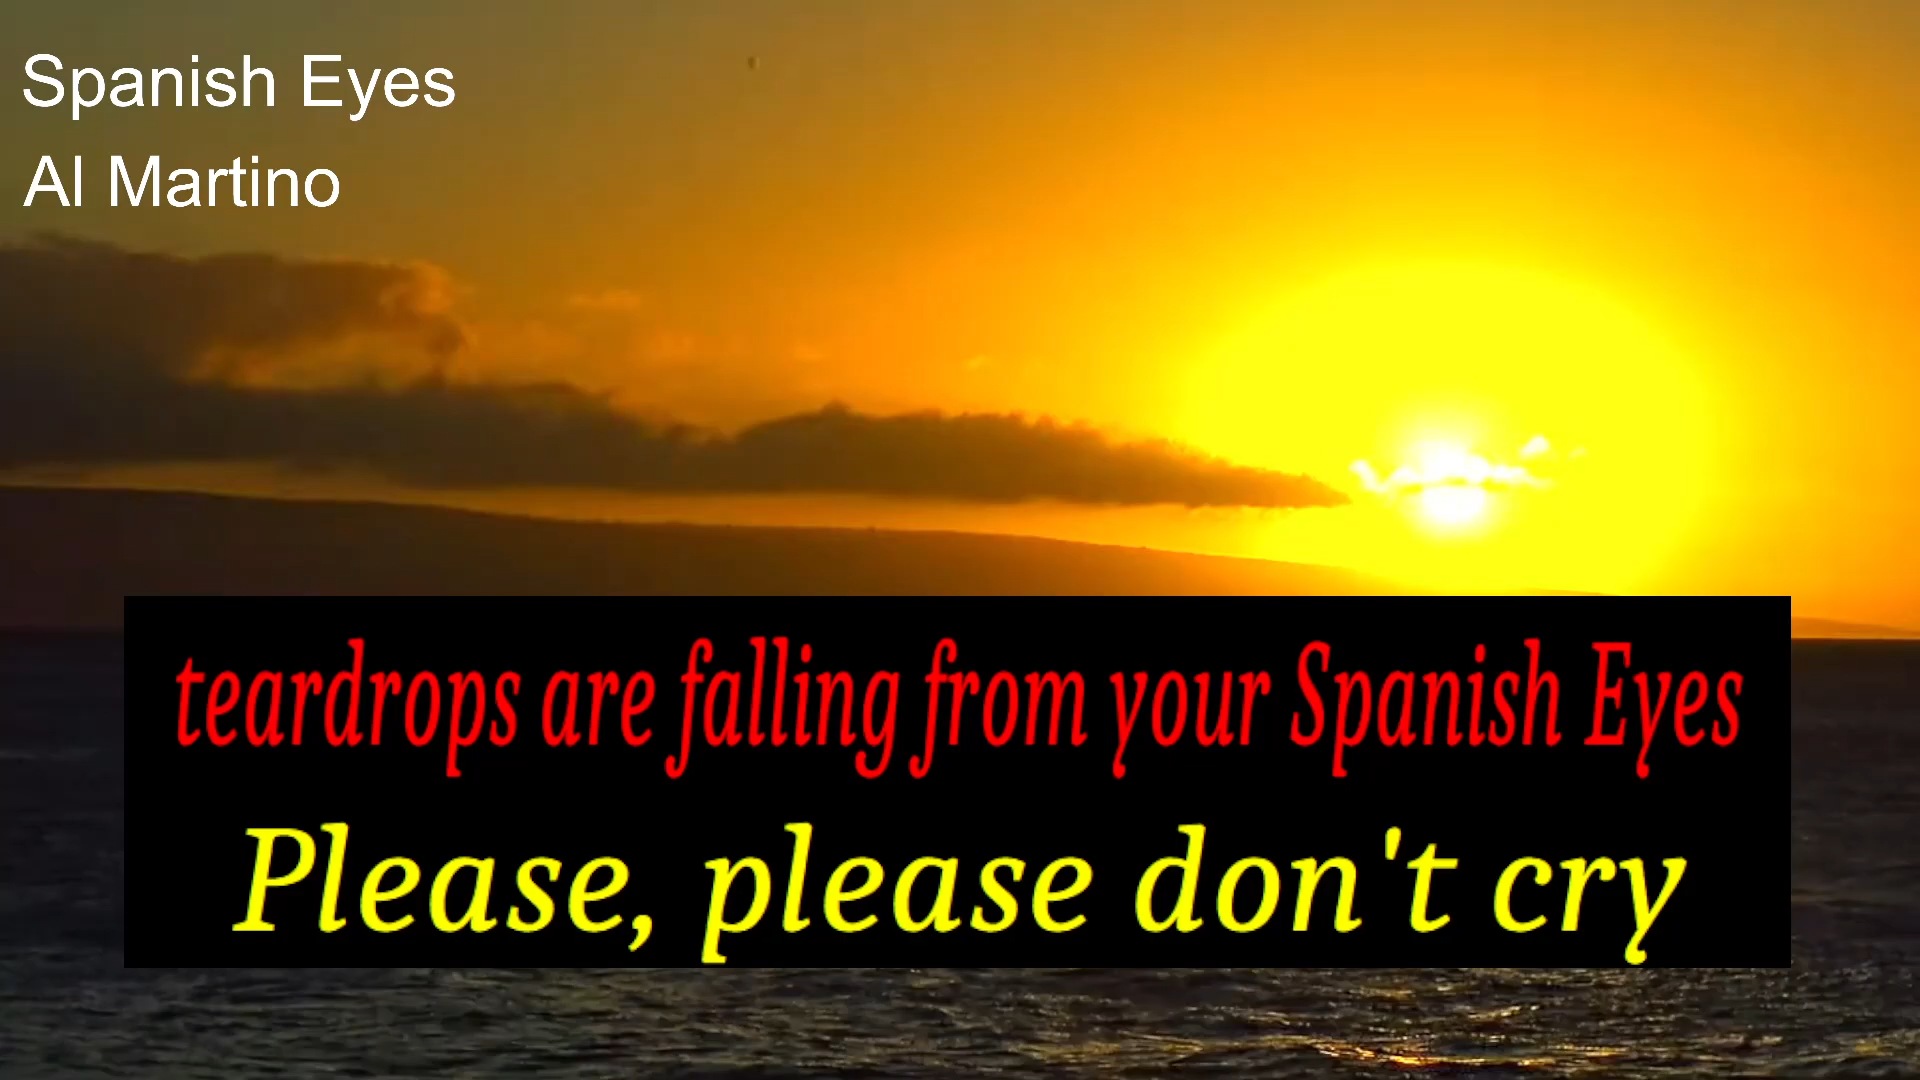 Spanish Eyes
Al Martino
teardrops are falling from your Spanish Eyes
Please, please don't cry